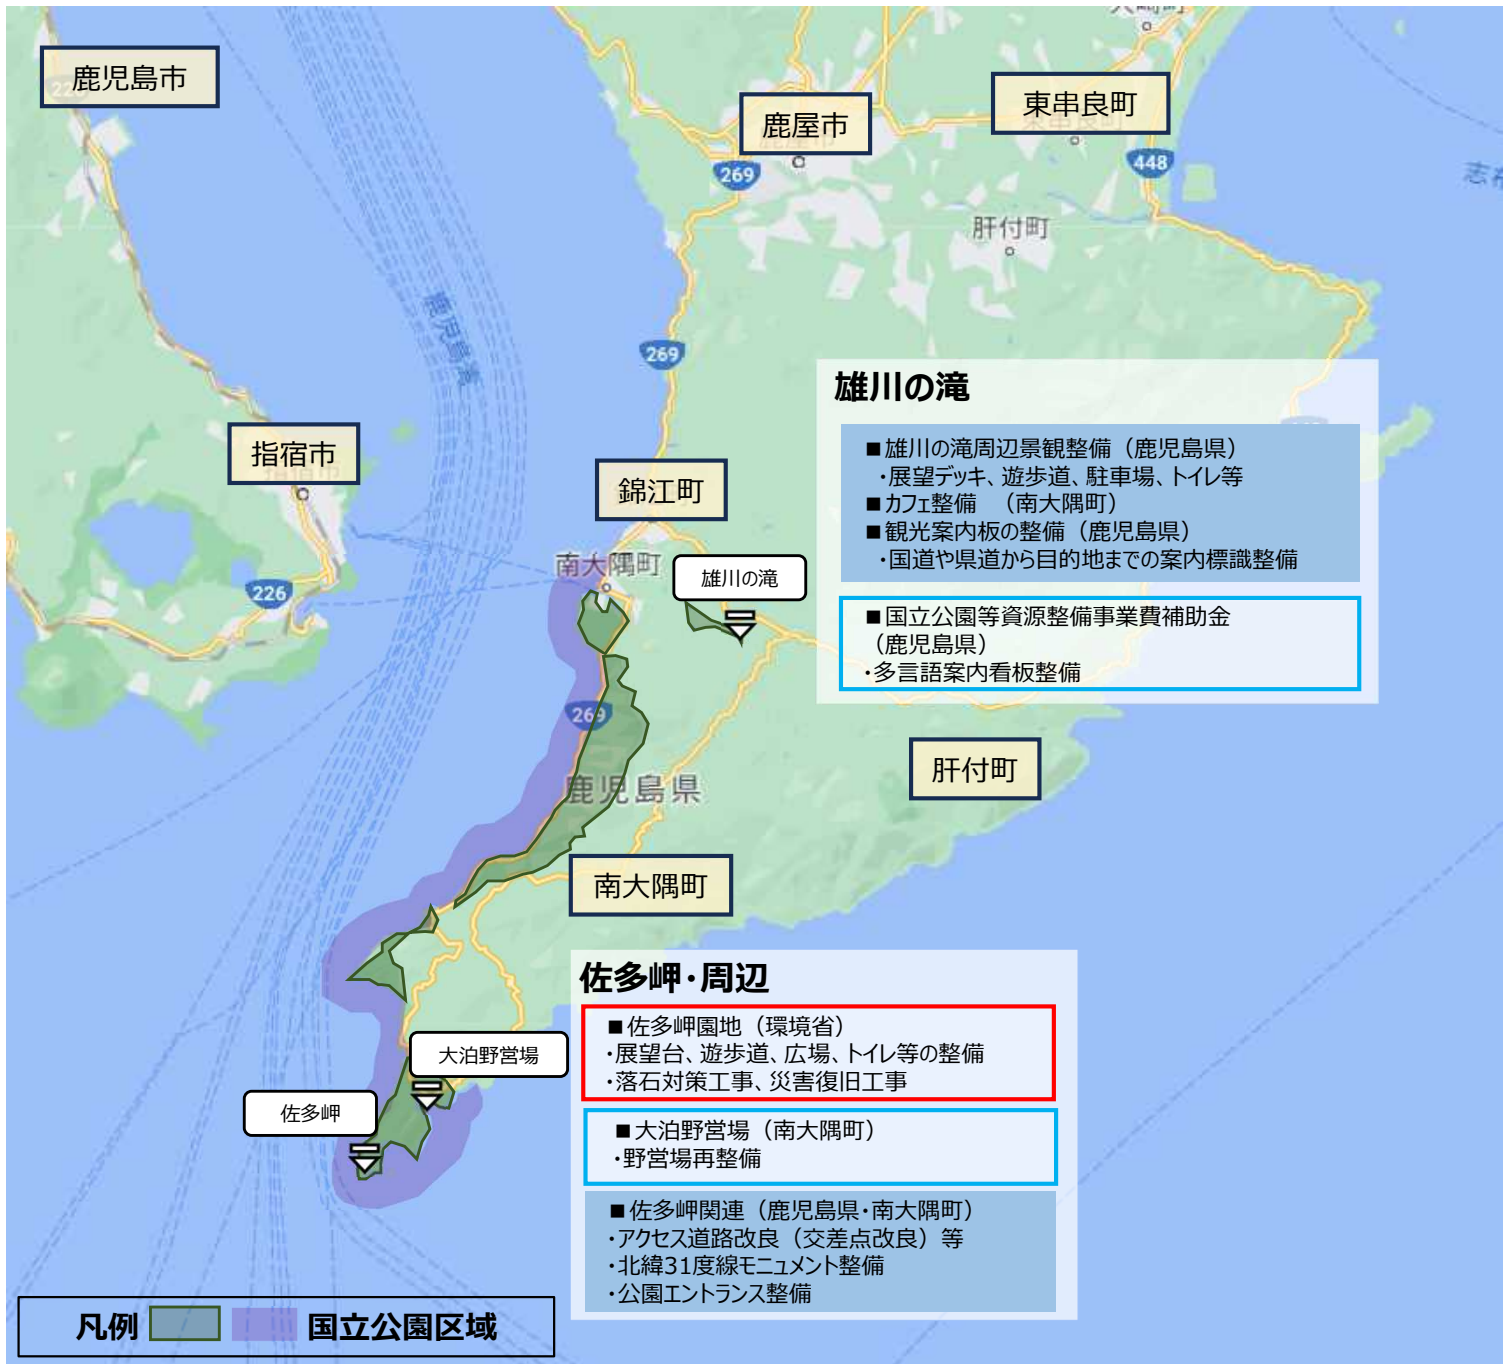 鹿児島市
鹿屋市
東串良町
269
448
肝付町
鹿児島湾
269
雄川の滝
■雄川の滝周辺景観整備（鹿児島県）
・展望デッキ、遊歩道、駐車場、トイレ等
■カフェ整備　（南大隅町）
■観光案内板の整備（鹿児島県）
・国道や県道から目的地までの案内標識整備
■国立公園等資源整備事業費補助金
（鹿児島県）
・多言語案内看板整備
指宿市
錦江町
南大隅町
雄川の滝
226
269
鹿児島県
肝付町
南大隅町
佐多岬・周辺
■佐多岬園地（環境省）
・展望台、遊歩道、広場、トイレ等の整備
・落石対策工事、災害復旧工事
■大泊野営場（南大隅町）
・野営場再整備
■佐多岬関連（鹿児島県・南大隅町）
・アクセス道路改良（交差点改良）等
・北緯31度線モニュメント整備
・公園エントランス整備
大泊野営場
佐多岬
凡例　国立公園区域